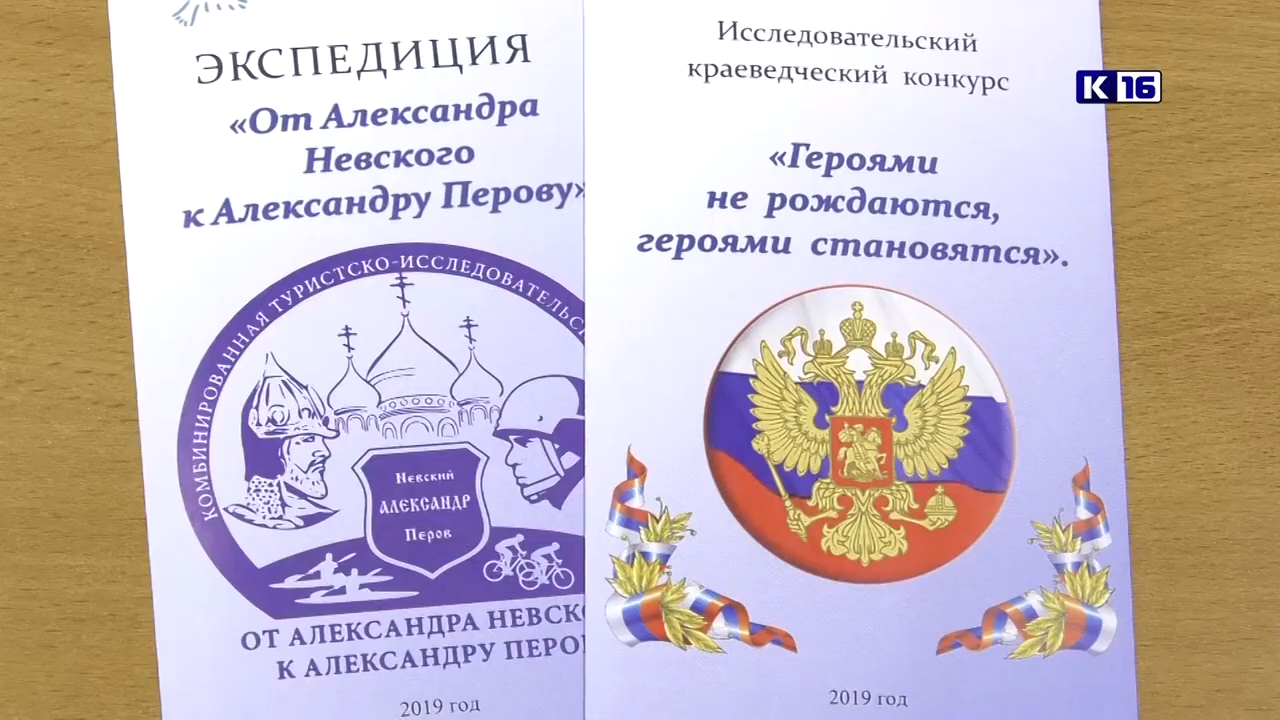 ЭКСПЕДИЦИЯ
«От Александра
Невского
к Александру Перову»
КОМБИНИРОВАННАЯ ТУРИСТСКО-ИССЛЕДОВАТЕЛЬСК
Невский
АЛЕКСАНДР
Перов
ОТ АЛЕКСАНДРА НЕВСКО
К АЛЕКСАНДРУ ПЕРО
2019 год
Исследовательский
краеведческий конкурс
«Героями
не рождаются,
героями становятся».
2019 год
К 16